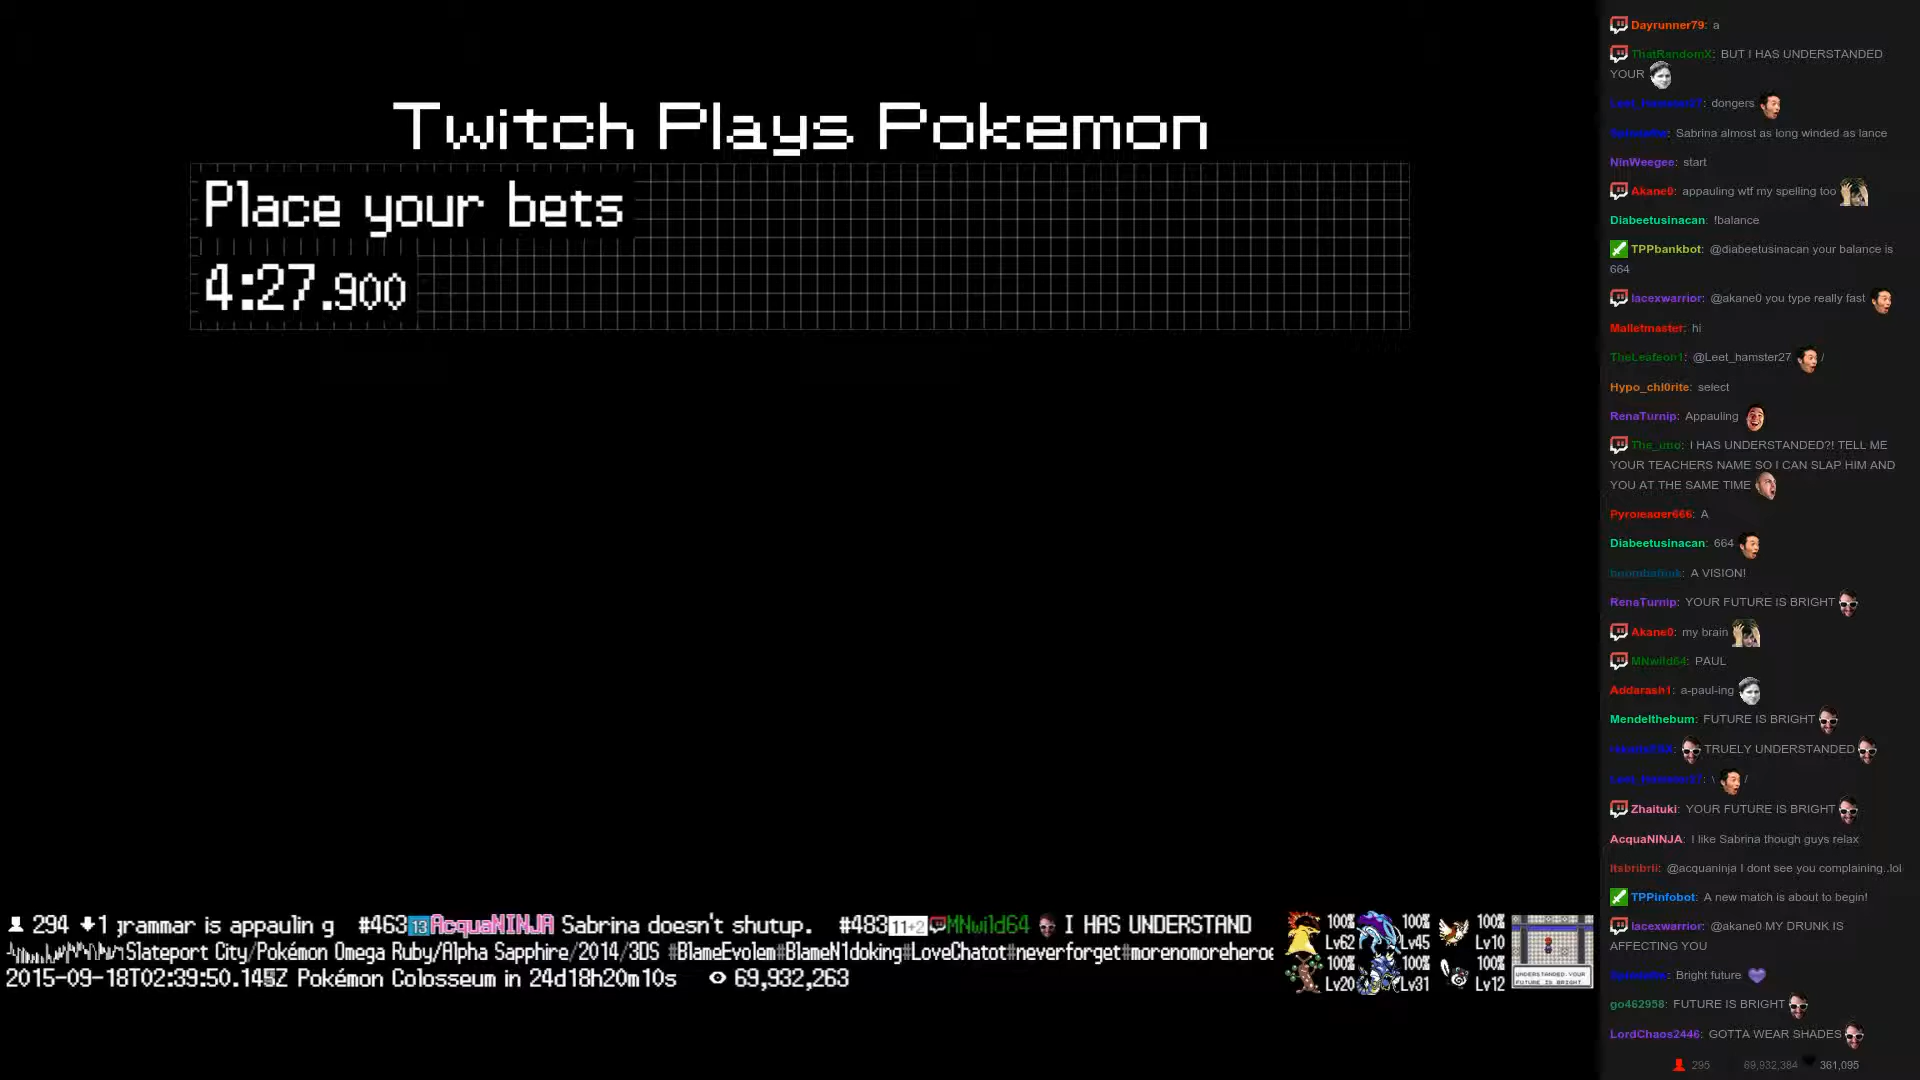 Twitch Plays Pokemon
Place your bets
4:27.900
294 1 grammar is appaulin g #463 13 AcquaNINJA Sabrina doesn't shutup. #483 11+2 MNwild64 I HAS UNDERSTAND
Slateport City/Pokémon Omega Ruby/Alpha Sapphire/2014/3DS #BlameEvolem#BlameN1doking#LoveChatot#neverforget#morenomoreheroe
2015-09-18T02:39:50.145Z Pokémon Colosseum in 24d18h20m10s 69,932,263
100% Lv62 100% Lv45 100% Lv10
100% Lv20 100% Lv31 100% Lv12
UNDERSTANDED.YOUR
FUTURE IS BRIGHT
Dayrunner79: a
ThatRandomX: BUT I HAS UNDERSTANDED
YOUR
Leet_hamster27: dongers
: Sabrina almost as long winded as lance
NinWeegee: start
Akane0: appauling wtf my spelling too
Diabeetusinacan: !balance
TPPbankbot: @diabeetusinacan your balance is
664
lacexwarrior: @akane0 you type really fast
Malletmaster: hi
TheLeafeon1: @Leet_hamster27 /
Hypo_chl0rite: select
RenaTurnip: Appauling
The_uno: I HAS UNDERSTANDED?! TELL ME
YOUR TEACHERS NAME SO I CAN SLAP HIM AND
YOU AT THE SAME TIME
Pyroleader666: A
Diabeetusinacan: 664
: A VISION!
RenaTurnip: YOUR FUTURE IS BRIGHT
Akane0: my brain
MNwild64: PAUL
Addarash1: a-paul-ing
Mendelthebum: FUTURE IS BRIGHT
: TRUELY UNDERSTANDED
Leet_hamster27: \ /
Zhaituki: YOUR FUTURE IS BRIGHT
AcquaNINJA: I like Sabrina though guys relax
Itsbribrii: @acquaninja I dont see you complaining..lol
TPPinfobot: A new match is about to begin!
lacexwarrior: @akane0 MY DRUNK IS
AFFECTING YOU
: Bright future
go462958: FUTURE IS BRIGHT
LordChaos2446: GOTTA WEAR SHADES
295 69,932,384 361,095